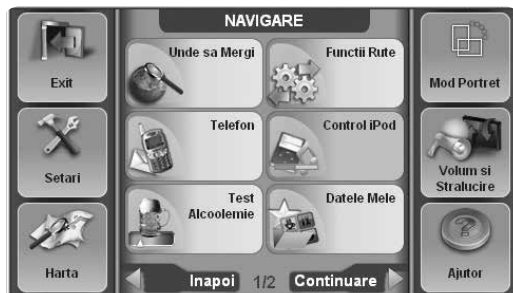 NAVIGARE
Exit
Unde sa Mergi
Functii Rute
Mod Portret
Setari
Telefon
Control iPod
Volum si
Stralucire
Harta
Test
Alcoolemie
Datele Mele
Ajutor
Inapoi 1/2 Continuare